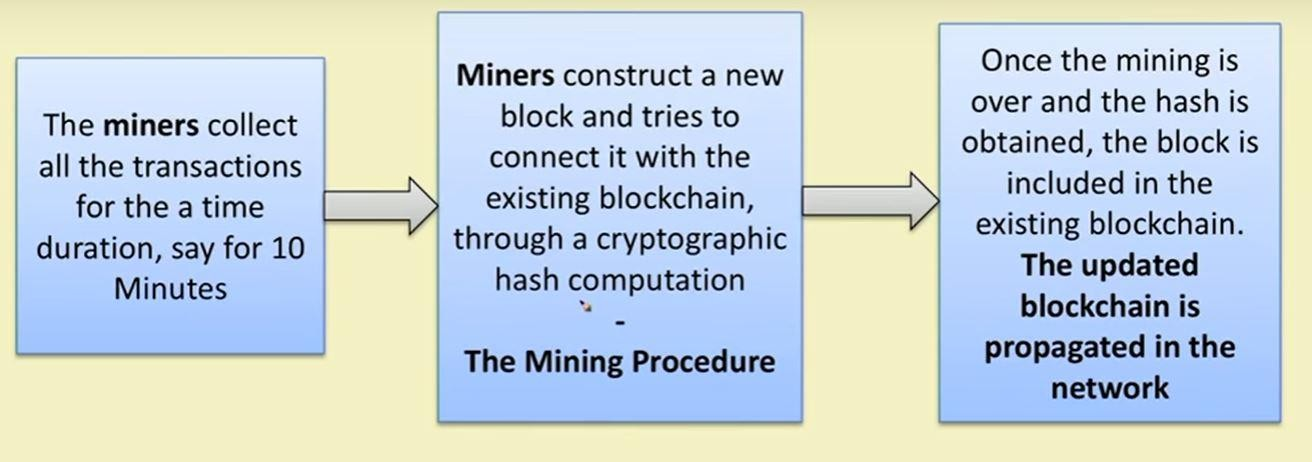 The miners collect
all the transactions
for the a time
duration, say for 10
Minutes
Miners construct a new
block and tries to
connect it with the
existing blockchain,
through a cryptographic
hash computation
-
The Mining Procedure
Once the mining is
over and the hash is
obtained, the block is
included in the
existing blockchain.
The updated
blockchain is
propagated in the
network